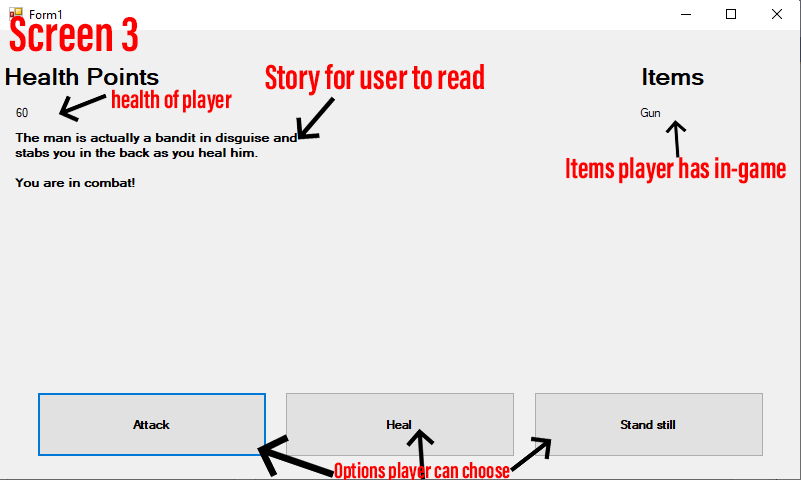 Form1
Screen 3
Health Points
Story for user to read
Items
60
health of player
Gun
The man is actually a bandit in disguise and
stabs you in the back as you heal him.
Items player has in-game
You are in combat!
Attack
Heal
Stand still
Options player can choose